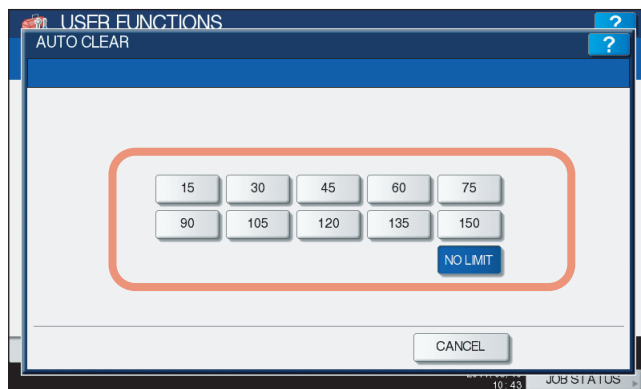 USER FUNCTIONS
?
AUTO CLEAR
?
15 30 45 60 75
90 105 120 135 150
NO LIMIT
CANCEL
10:43 JOB STATUS